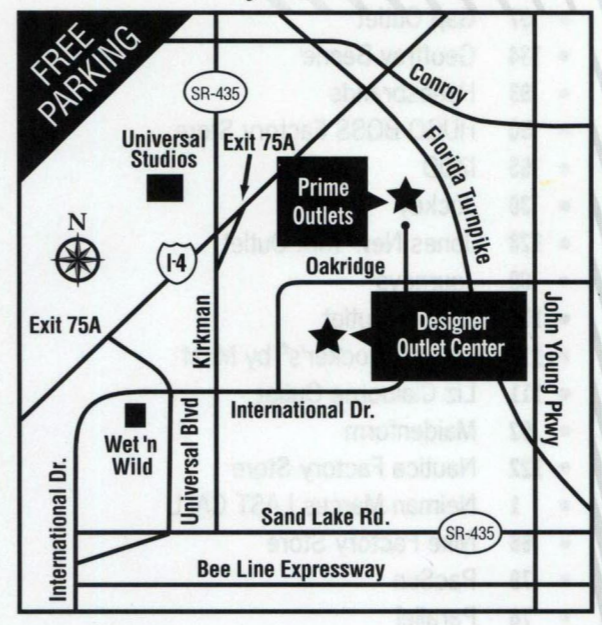 FREE
PARKING
SR-435
Conroy
Universal
Studios
Exit 75A
Florida Turnpike
Prime
Outlets
N
I-4
Oakridge
Exit 75A
Kirkman
Designer
Outlet Center
John Young Pkwy
International Dr.
Wet 'n
Wild
Universal Blvd
International Dr.
Sand Lake Rd.
SR-435
Bee Line Expressway